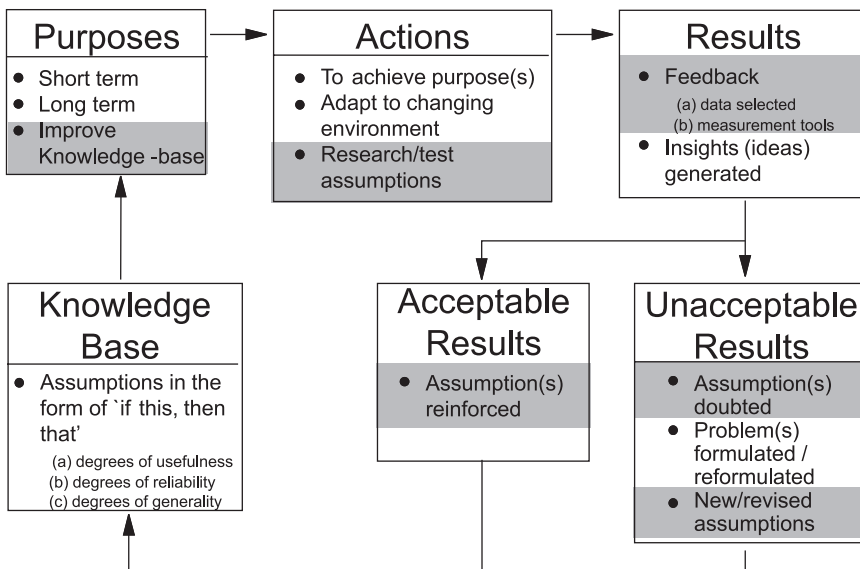 Purposes
• Short term
• Long term
• Improve
Knowledge -base
Actions
• To achieve purpose(s)
• Adapt to changing
environment
• Research/test
assumptions
Results
• Feedback
(a) data selected
(b) measurement tools
• Insights (ideas)
generated
Knowledge
Base
• Assumptions in the
form of `if this, then
that’
(a) degrees of usefulness
(b) degrees of reliability
(c) degrees of generality
Acceptable
Results
• Assumption(s)
reinforced
Unacceptable
Results
• Assumption(s)
doubted
• Problem(s)
formulated /
reformulated
• New/revised
assumptions